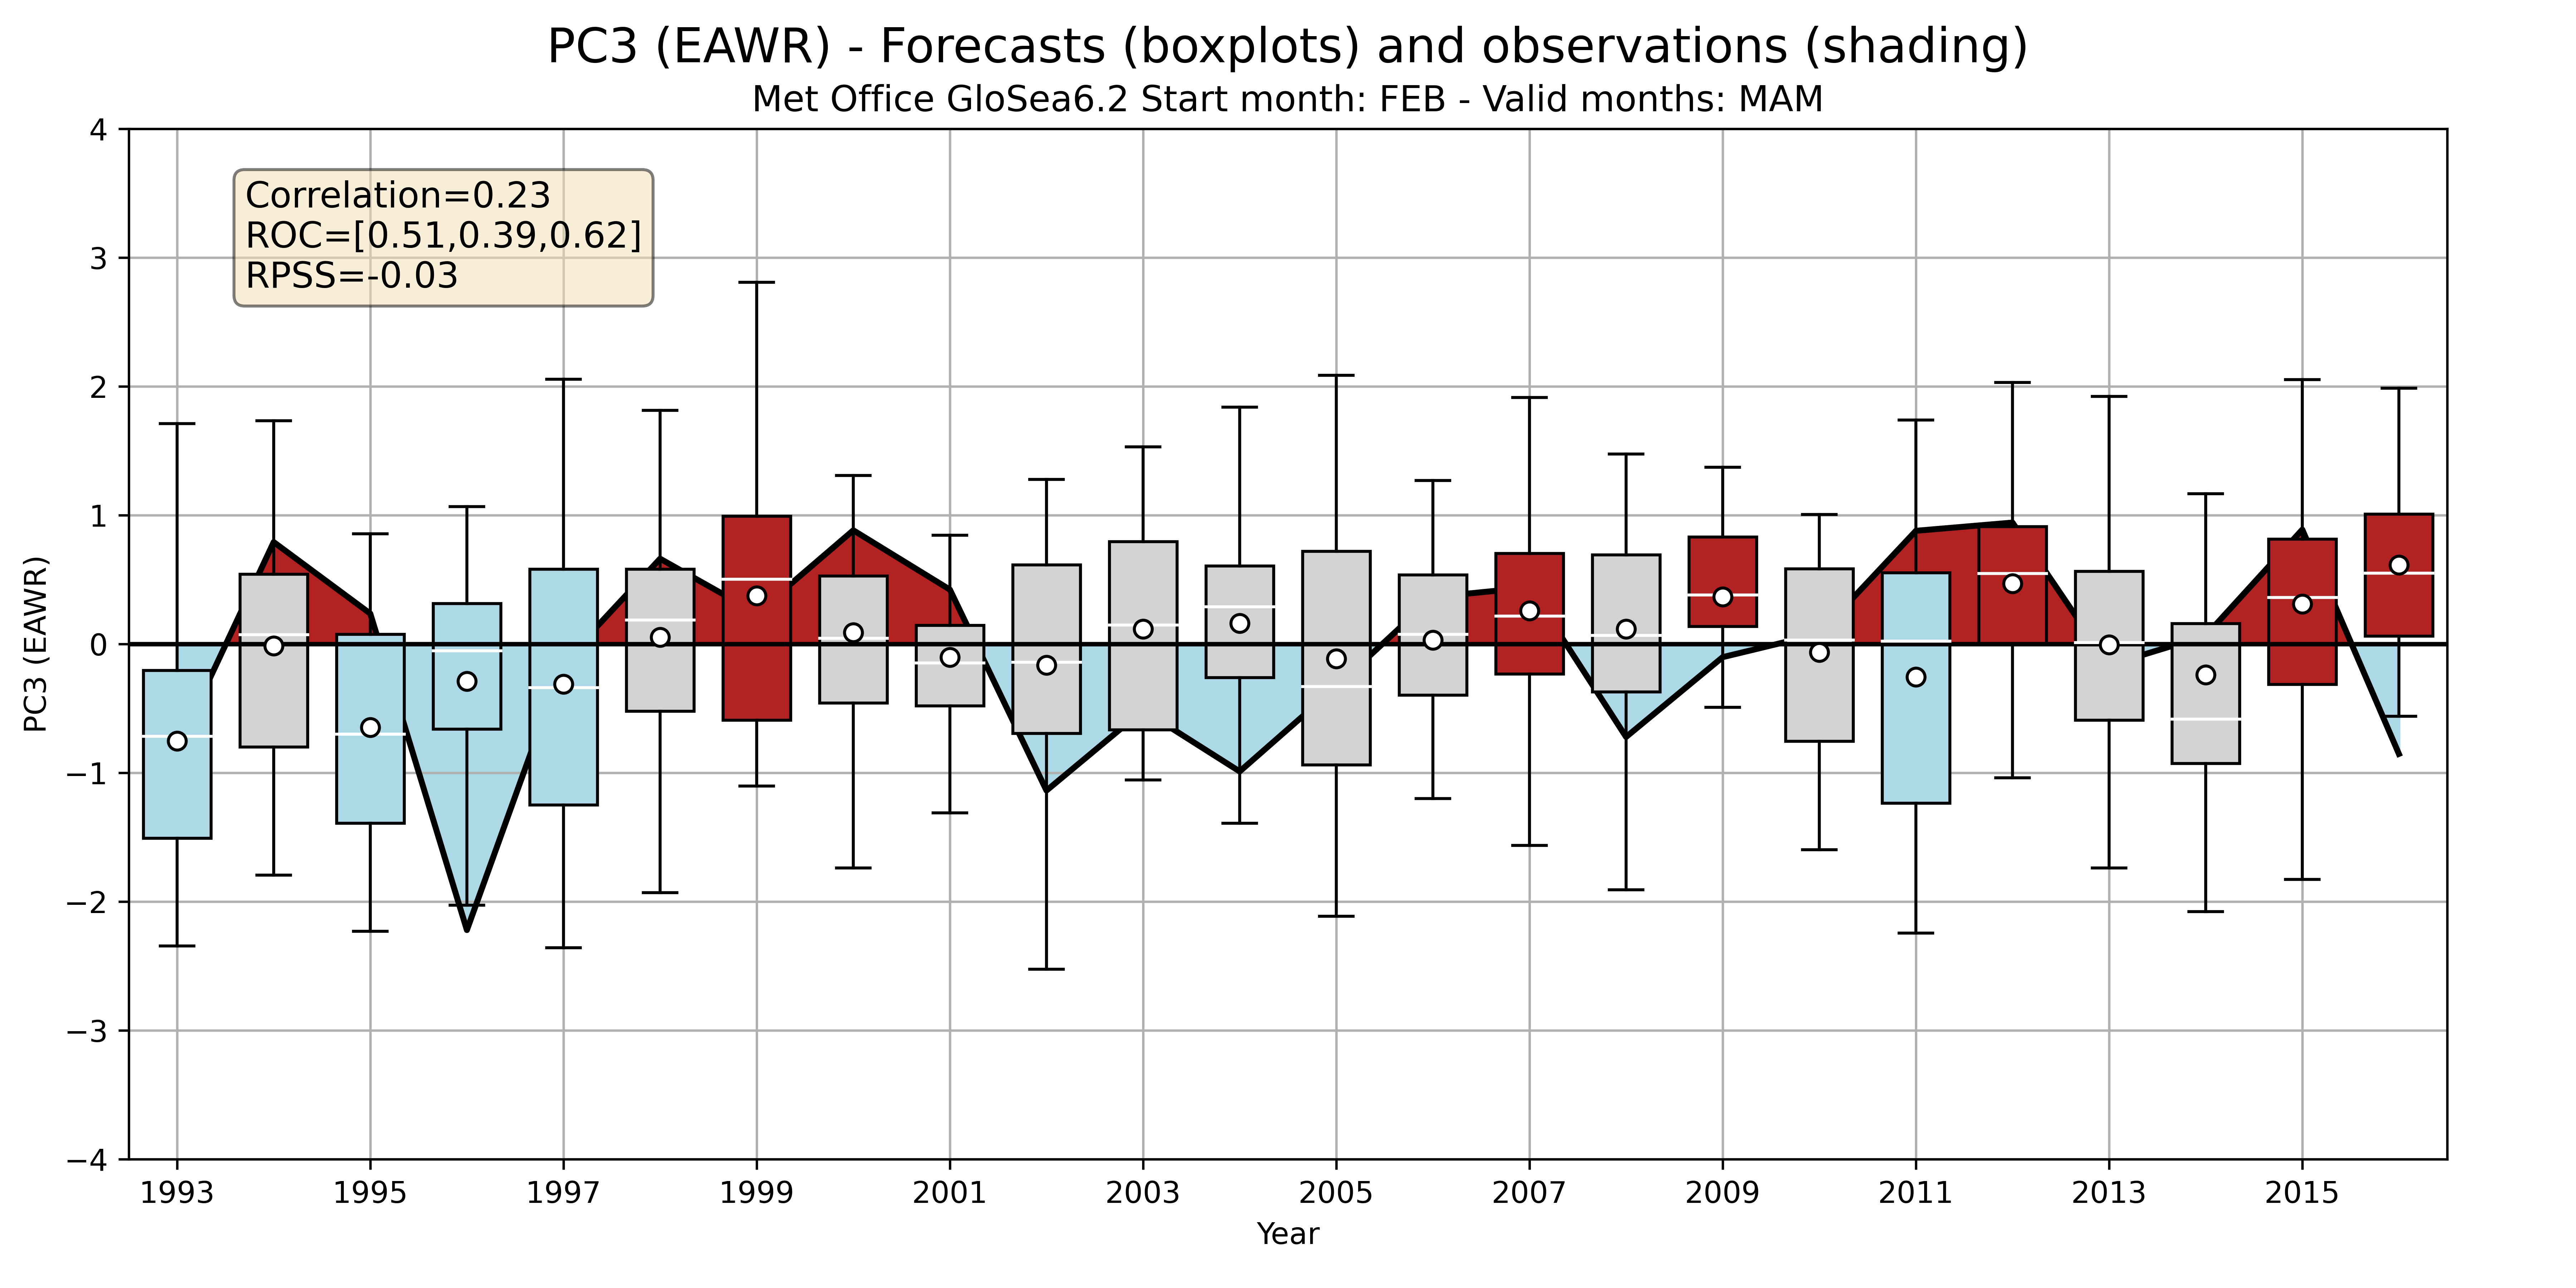 PC3 (EAWR) - Forecasts (boxplots) and observations (shading)
Met Office GloSea6.2 Start month: FEB - Valid months: MAM
Correlation=0.23
ROC=[0.51,0.39,0.62]
RPSS=-0.03
PC3 (EAWR)
4
3
2
1
0
−1
−2
−3
−4
1993 1995 1997 1999 2001 2003 2005 2007 2009 2011 2013 2015
Year